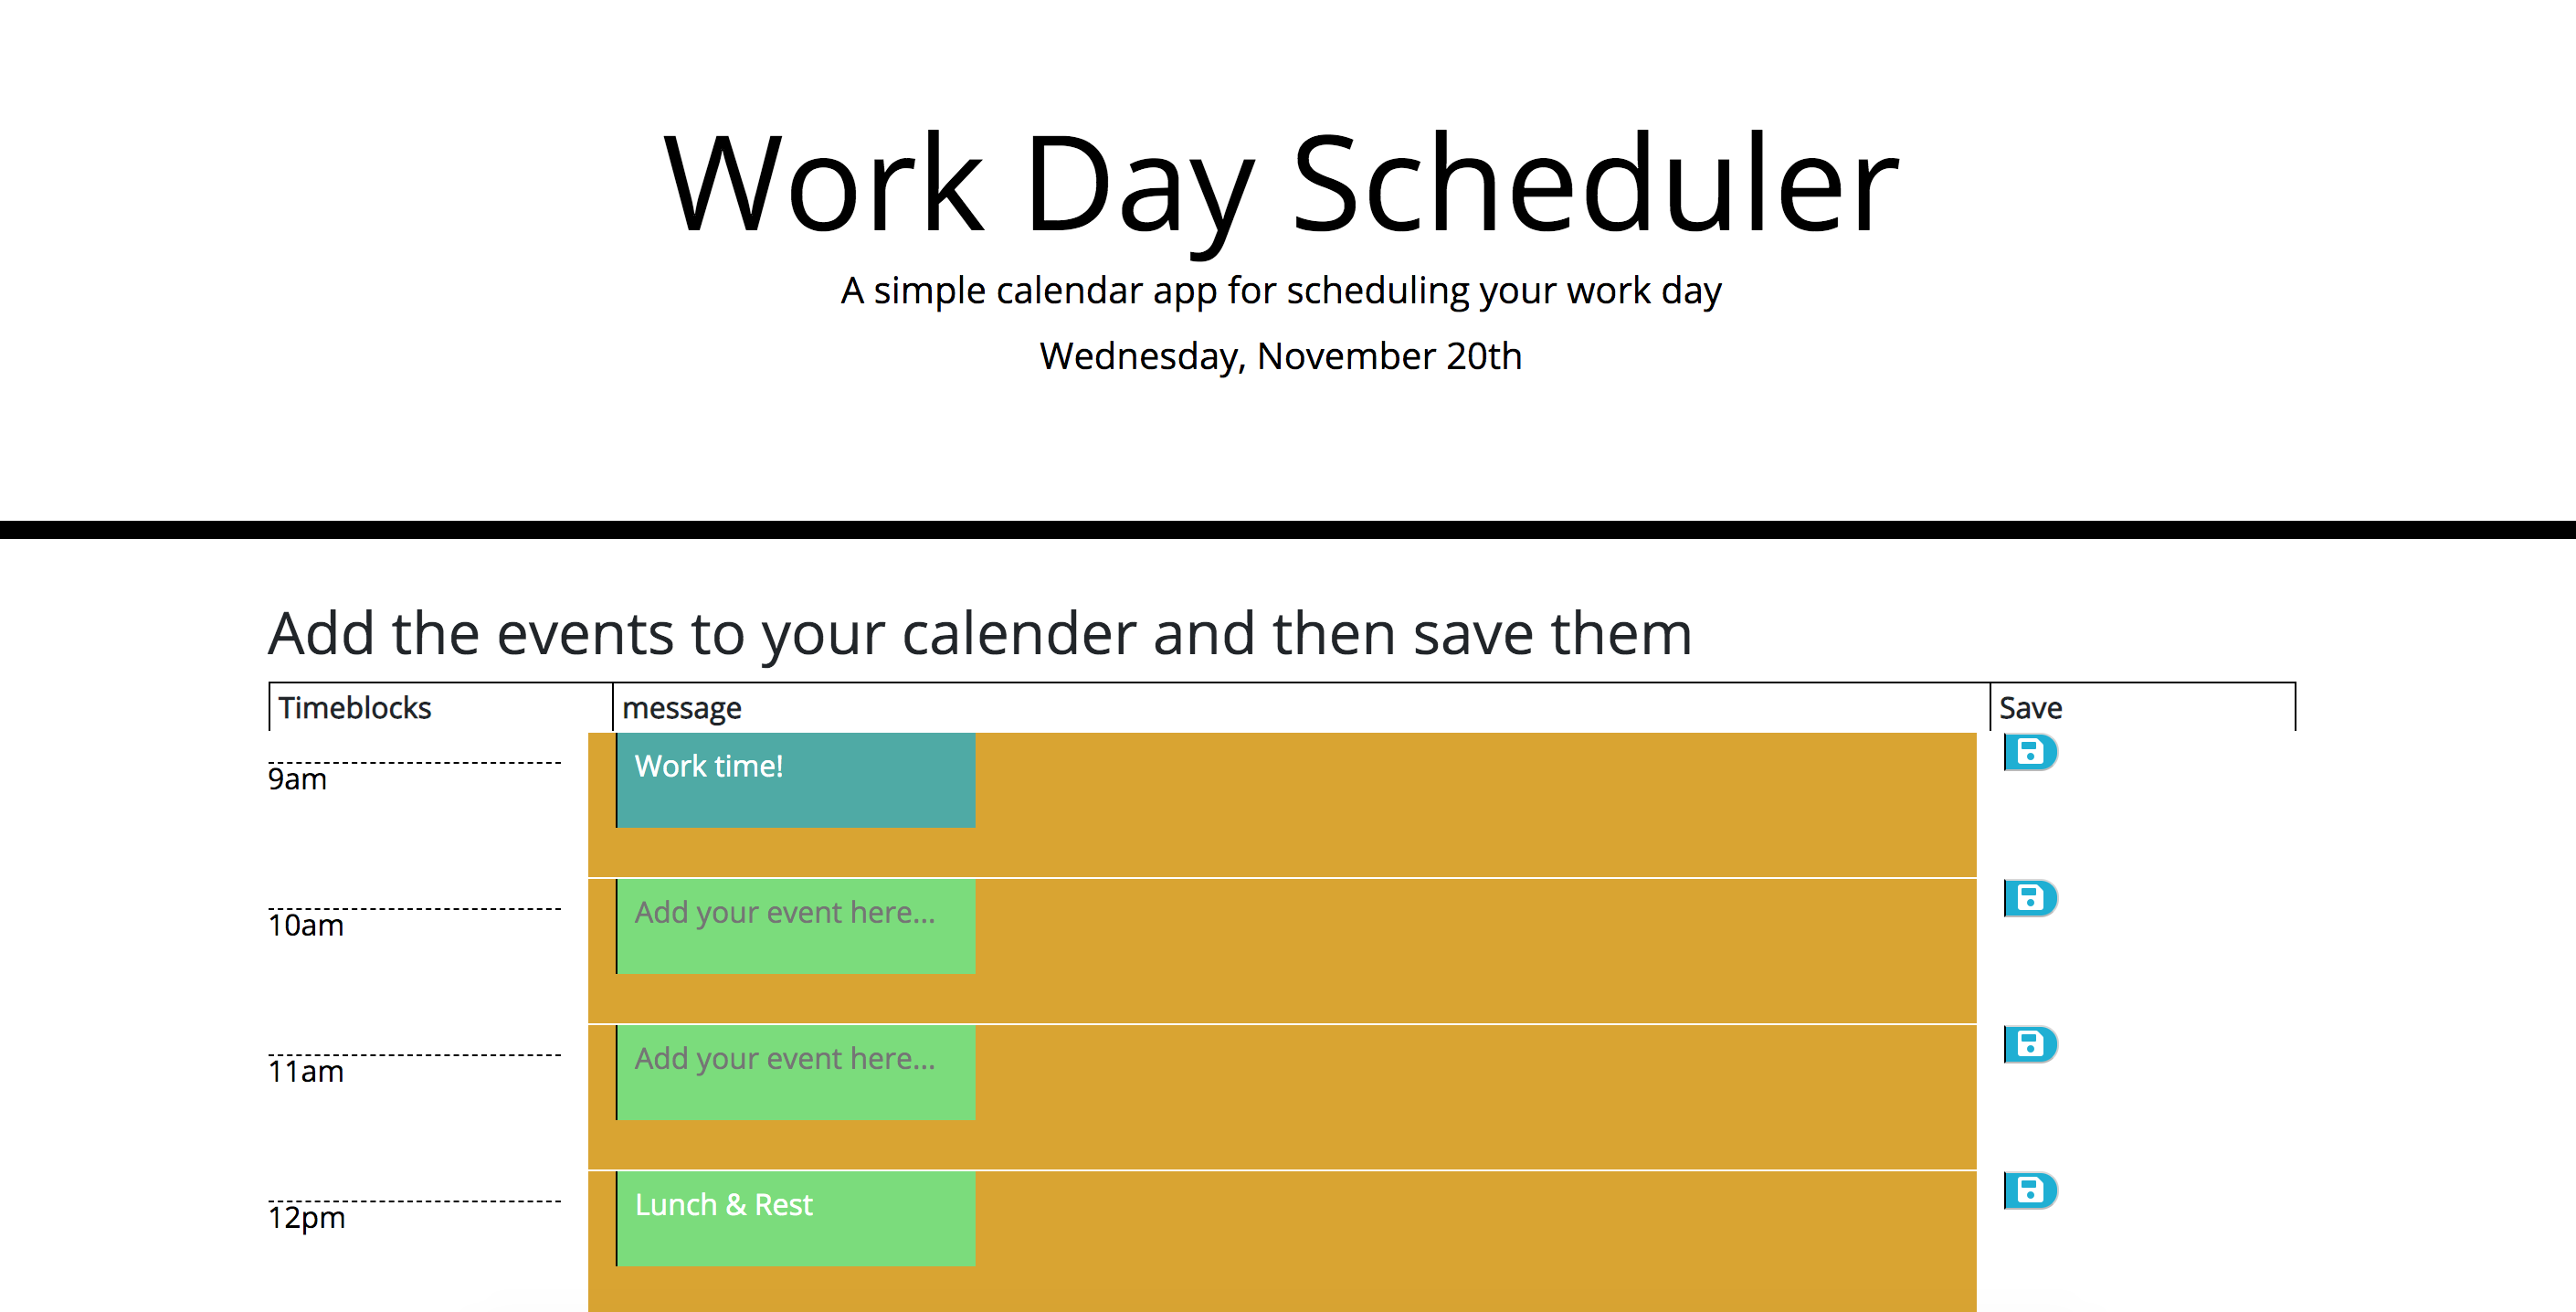 Work Day Scheduler
A simple calendar app for scheduling your work day
Wednesday, November 20th
Add the events to your calender and then save them
Timeblocks message Save
9am Work time!
10am Add your event here...
11am Add your event here...
12pm Lunch & Rest